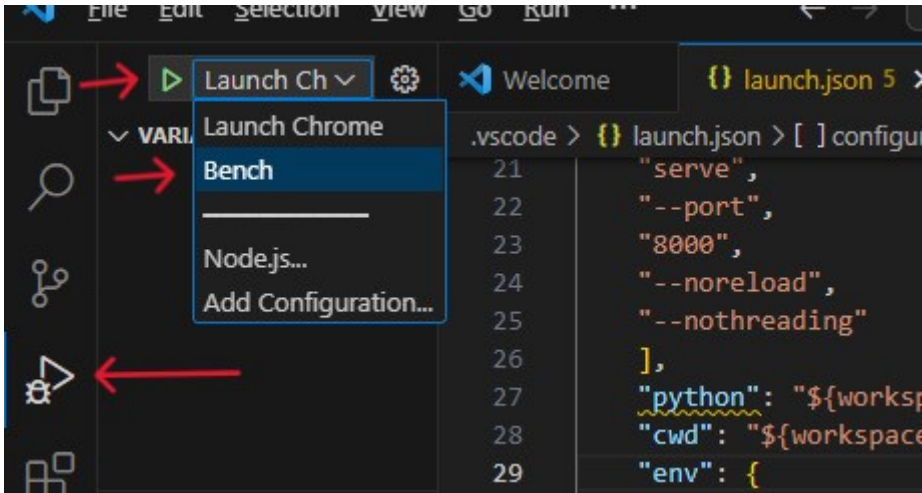 File Edit Selection View Go Run ...
Launch Ch
Welcome
{} launch.json 5
VARI
Launch Chrome
Bench
Node.js...
Add Configuration...
.vscode > {} launch.json > [ ] configur
21 "serve",
22 "--port",
23 "8000",
24 "--noreload",
25 "--nothreading"
26 ],
27 "python": "${worksp
28 "cwd": "${workspace
29 "env": {